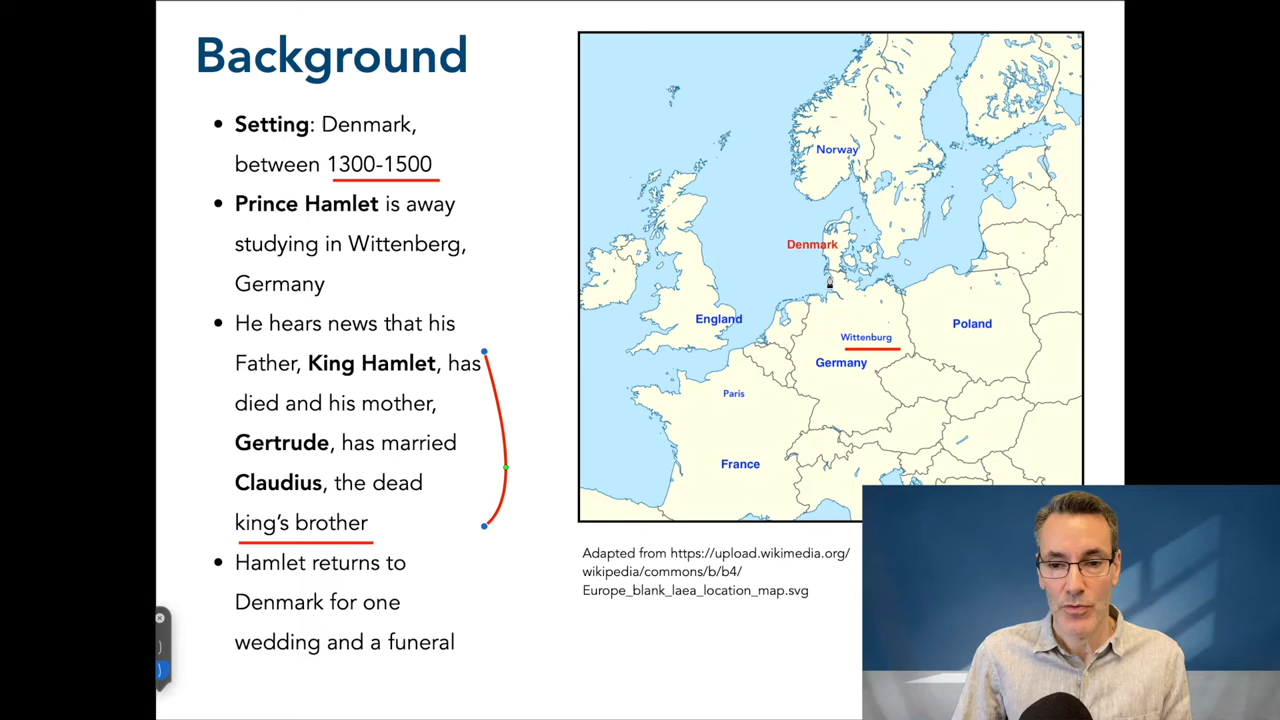 Background
• Setting: Denmark,
between 1300-1500
• Prince Hamlet is away
studying in Wittenberg,
Germany
• He hears news that his
Father, King Hamlet, has
died and his mother,
Gertrude, has married
Claudius, the dead
king's brother
• Hamlet returns to
Denmark for one
wedding and a funeral
Norway
Denmark
England
Wittenburg
Poland
Germany
Paris
France
Adapted from https://upload.wikimedia.org/
wikipedia/commons/b/b4/
Europe_blank_laea_location_map.svg